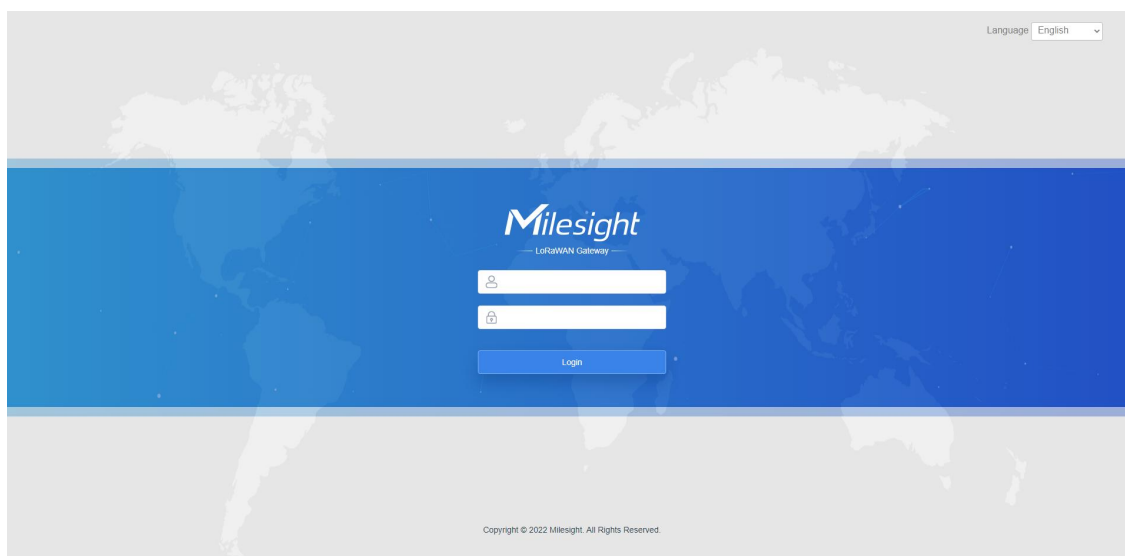 Language English
Milesight
LoRaWAN Gateway
Login
Copyright © 2022 Milesight. All Rights Reserved.